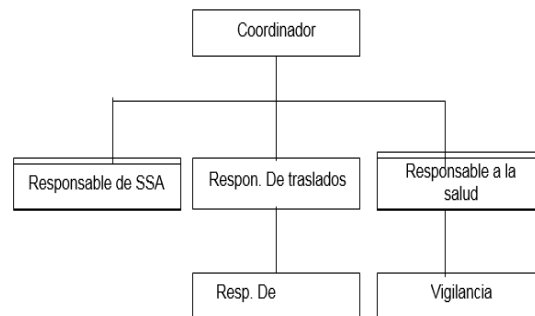 Coordinador
Responsable de SSA
Respon. De traslados
Responsable a la
salud
Resp. De
Vigilancia